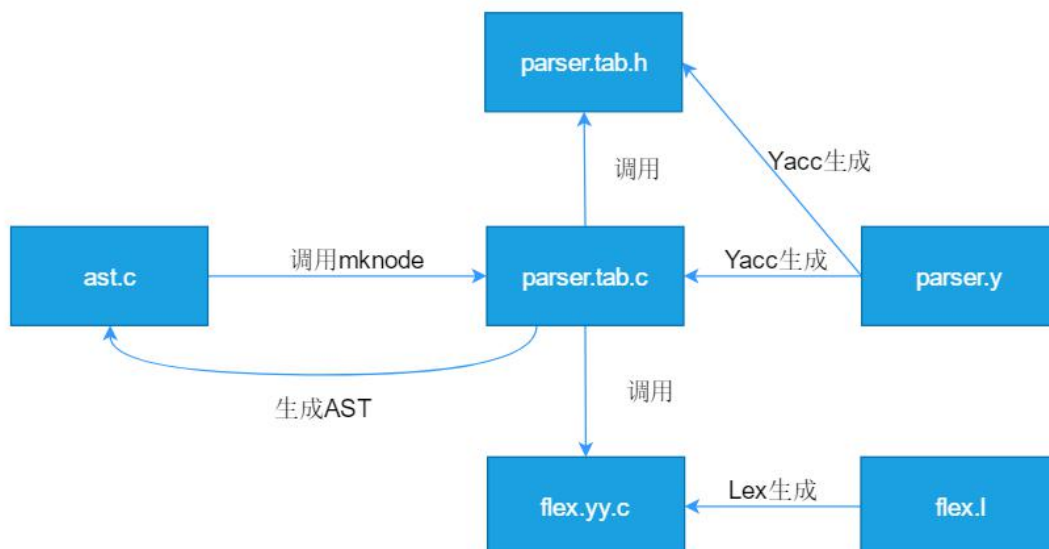 parser.tab.h
Yacc生成
调用
ast.c
调用mknode
parser.tab.c
Yacc生成
parser.y
生成AST
调用
flex.yy.c
Lex生成
flex.l